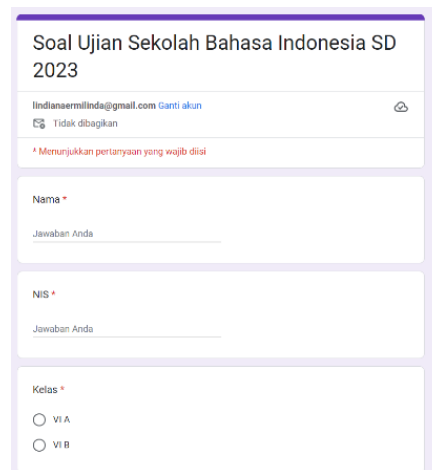 Soal Ujian Sekolah Bahasa Indonesia SD
2023
lindianaermilinda@gmail.com Ganti akun
Tidak dibagikan
* Menunjukkan pertanyaan yang wajib diisi
Nama *
Jawaban Anda
NIS *
Jawaban Anda
Kelas *
VI A
VI B